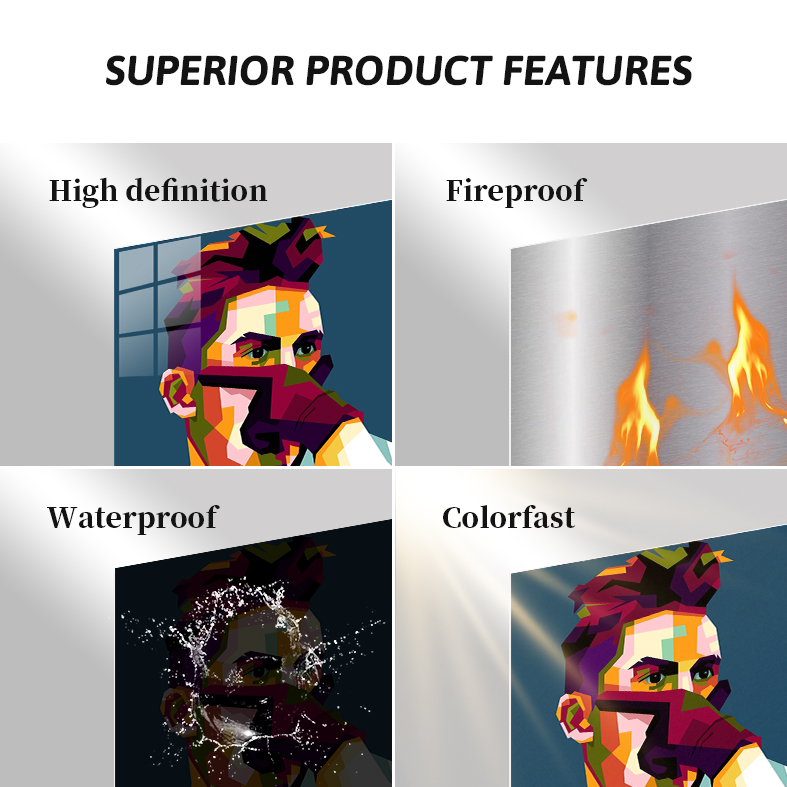 SUPERIOR PRODUCT FEATURES
High definition
Fireproof
Waterproof
Colorfast